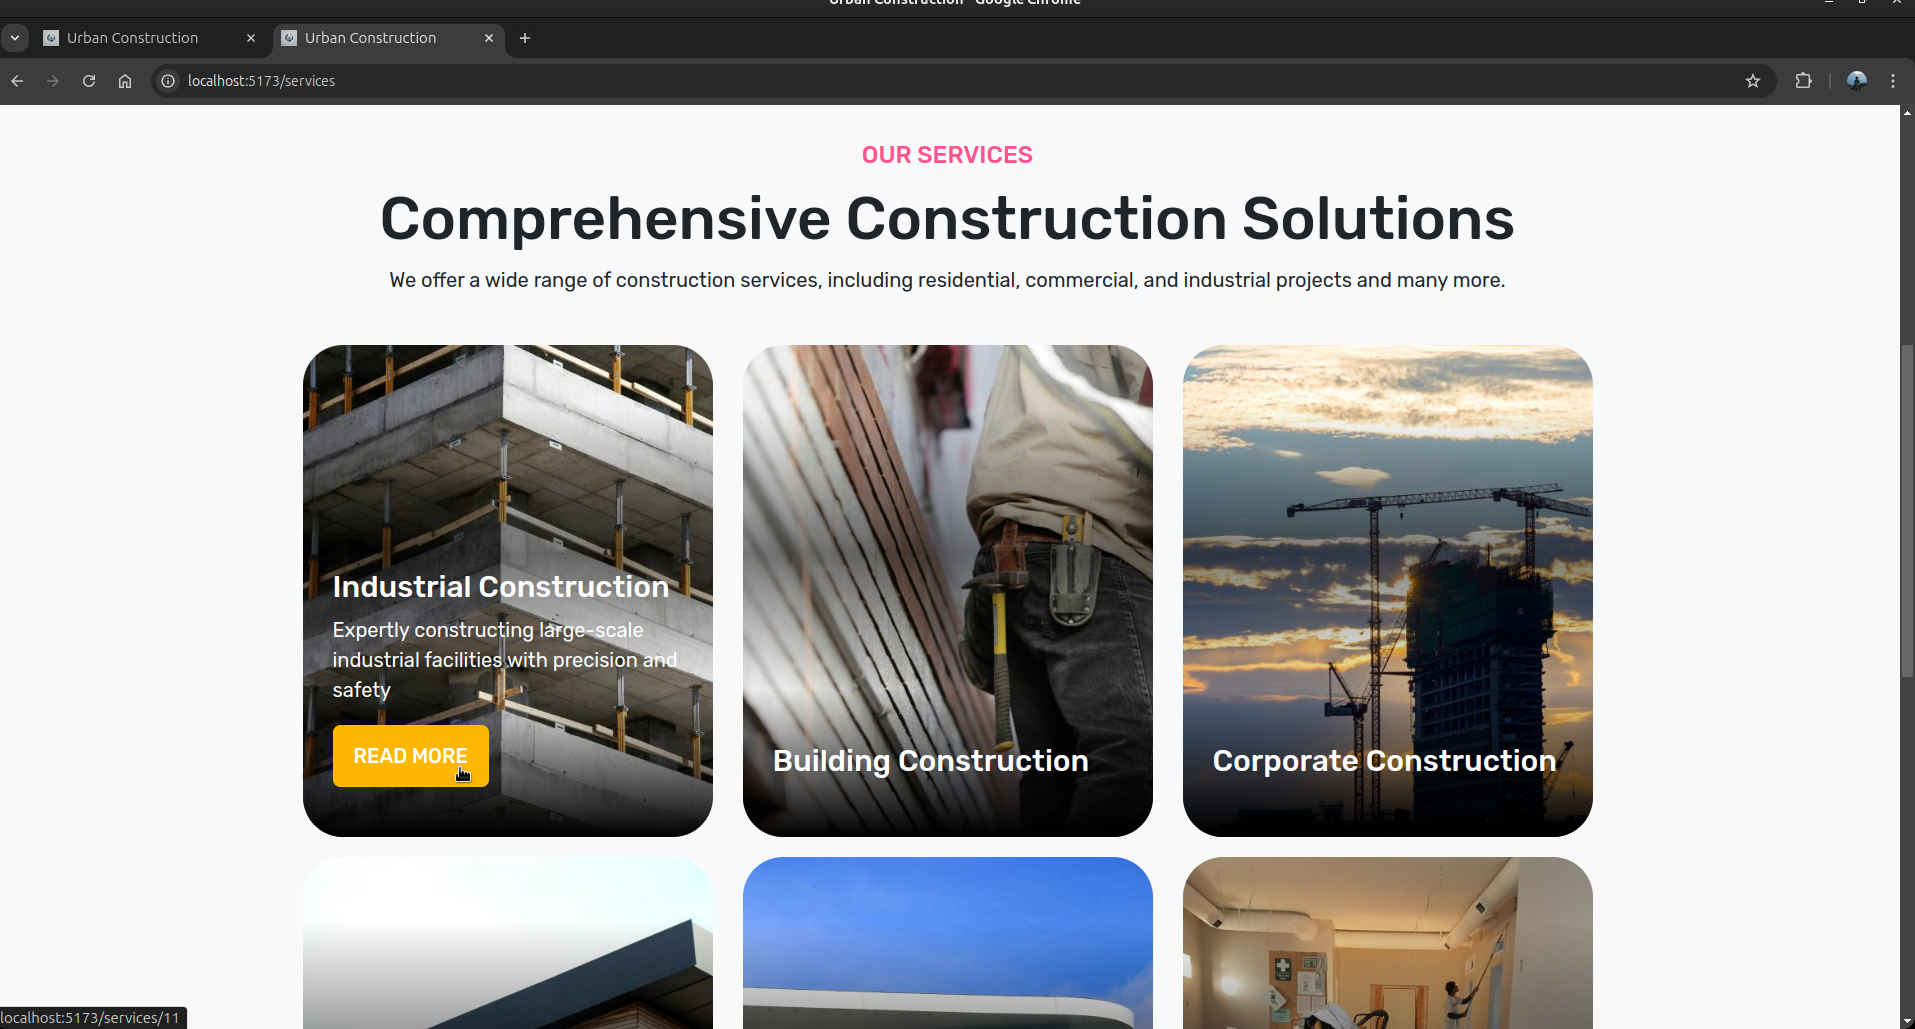 Urban Construction - Google Chrome
Urban Construction
Urban Construction
localhost:5173/services
OUR SERVICES
Comprehensive Construction Solutions
We offer a wide range of construction services, including residential, commercial, and industrial projects and many more.
Industrial Construction
Expertly constructing large-scale
industrial facilities with precision and
safety
READ MORE
Building Construction
Corporate Construction
localhost:5173/services/11